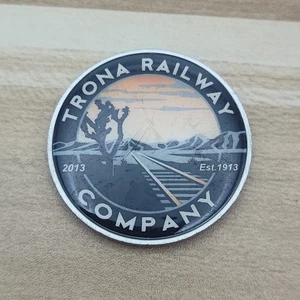 TRONA RAILWAY
2013
Est.1913
COMPANY